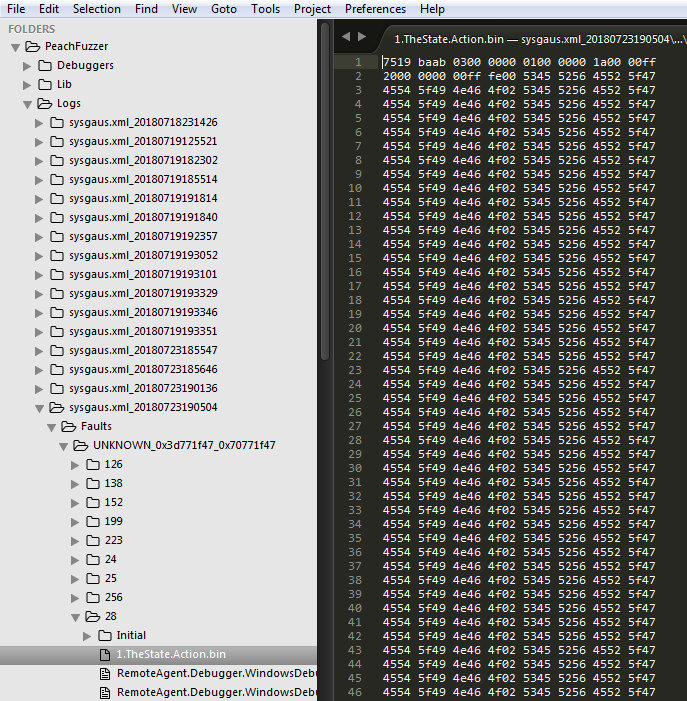 File Edit Selection Find View Goto Tools Project Preferences Help
FOLDERS
PeachFuzzer
Debuggers
Lib
Logs
sysgaus.xml_20180718231426
sysgaus.xml_20180719125521
sysgaus.xml_20180719182302
sysgaus.xml_20180719185514
sysgaus.xml_20180719191814
sysgaus.xml_20180719191840
sysgaus.xml_20180719192357
sysgaus.xml_20180719193052
sysgaus.xml_20180719193101
sysgaus.xml_20180719193329
sysgaus.xml_20180719193346
sysgaus.xml_20180719193351
sysgaus.xml_20180723185547
sysgaus.xml_20180723185646
sysgaus.xml_20180723190136
sysgaus.xml_20180723190504
Faults
UNKNOWN_0x3d771f47_0x70771f47
126
138
152
199
223
24
25
256
28
Initial
1.TheState.Action.bin
RemoteAgent.Debugger.WindowsDebu
RemoteAgent.Debugger.WindowsDebu
1.TheState.Action.bin — sysgaus.xml_20180723190504\...\
1 7519 baab 0300 0000 0100 0000 1a00 00ff
2 2000 0000 00ff fe00 5345 5256 4552 5f47
3 4554 5f49 4e46 4f02 5345 5256 4552 5f47
4 4554 5f49 4e46 4f02 5345 5256 4552 5f47
5 4554 5f49 4e46 4f02 5345 5256 4552 5f47
6 4554 5f49 4e46 4f02 5345 5256 4552 5f47
7 4554 5f49 4e46 4f02 5345 5256 4552 5f47
8 4554 5f49 4e46 4f02 5345 5256 4552 5f47
9 4554 5f49 4e46 4f02 5345 5256 4552 5f47
10 4554 5f49 4e46 4f02 5345 5256 4552 5f47
11 4554 5f49 4e46 4f02 5345 5256 4552 5f47
12 4554 5f49 4e46 4f02 5345 5256 4552 5f47
13 4554 5f49 4e46 4f02 5345 5256 4552 5f47
14 4554 5f49 4e46 4f02 5345 5256 4552 5f47
15 4554 5f49 4e46 4f02 5345 5256 4552 5f47
16 4554 5f49 4e46 4f02 5345 5256 4552 5f47
17 4554 5f49 4e46 4f02 5345 5256 4552 5f47
18 4554 5f49 4e46 4f02 5345 5256 4552 5f47
19 4554 5f49 4e46 4f02 5345 5256 4552 5f47
20 4554 5f49 4e46 4f02 5345 5256 4552 5f47
21 4554 5f49 4e46 4f02 5345 5256 4552 5f47
22 4554 5f49 4e46 4f02 5345 5256 4552 5f47
23 4554 5f49 4e46 4f02 5345 5256 4552 5f47
24 4554 5f49 4e46 4f02 5345 5256 4552 5f47
25 4554 5f49 4e46 4f02 5345 5256 4552 5f47
26 4554 5f49 4e46 4f02 5345 5256 4552 5f47
27 4554 5f49 4e46 4f02 5345 5256 4552 5f47
28 4554 5f49 4e46 4f02 5345 5256 4552 5f47
29 4554 5f49 4e46 4f02 5345 5256 4552 5f47
30 4554 5f49 4e46 4f02 5345 5256 4552 5f47
31 4554 5f49 4e46 4f02 5345 5256 4552 5f47
32 4554 5f49 4e46 4f02 5345 5256 4552 5f47
33 4554 5f49 4e46 4f02 5345 5256 4552 5f47
34 4554 5f49 4e46 4f02 5345 5256 4552 5f47
35 4554 5f49 4e46 4f02 5345 5256 4552 5f47
36 4554 5f49 4e46 4f02 5345 5256 4552 5f47
37 4554 5f49 4e46 4f02 5345 5256 4552 5f47
38 4554 5f49 4e46 4f02 5345 5256 4552 5f47
39 4554 5f49 4e46 4f02 5345 5256 4552 5f47
40 4554 5f49 4e46 4f02 5345 5256 4552 5f47
41 4554 5f49 4e46 4f02 5345 5256 4552 5f47
42 4554 5f49 4e46 4f02 5345 5256 4552 5f47
43 4554 5f49 4e46 4f02 5345 5256 4552 5f47
44 4554 5f49 4e46 4f02 5345 5256 4552 5f47
45 4554 5f49 4e46 4f02 5345 5256 4552 5f47
46 4554 5f49 4e46 4f02 5345 5256 4552 5f47